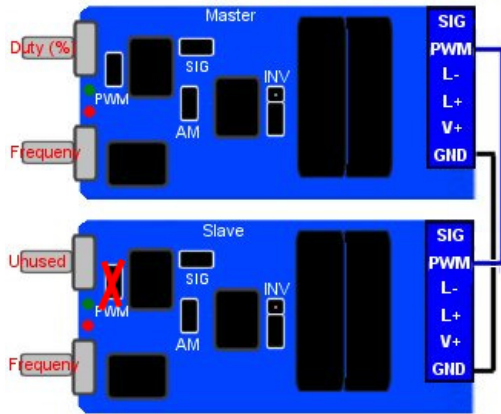 Master
SIG
Duty (%)
PWM
SIG
L-
INV
PWM
L+
AM
V+
Frequeny
GND
Slave
SIG
Unused
PWM
SIG
L-
INV
PWM
L+
AM
V+
Frequeny
GND